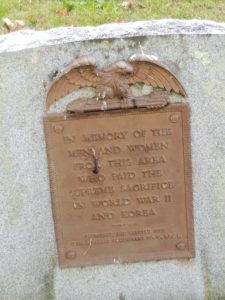 IN MEMORY OF THE
MEN AND WOMEN
FROM THIS AREA
WHO PAID THE
SUPREME SACRIFICE
IN WORLD WAR II
AND KOREA